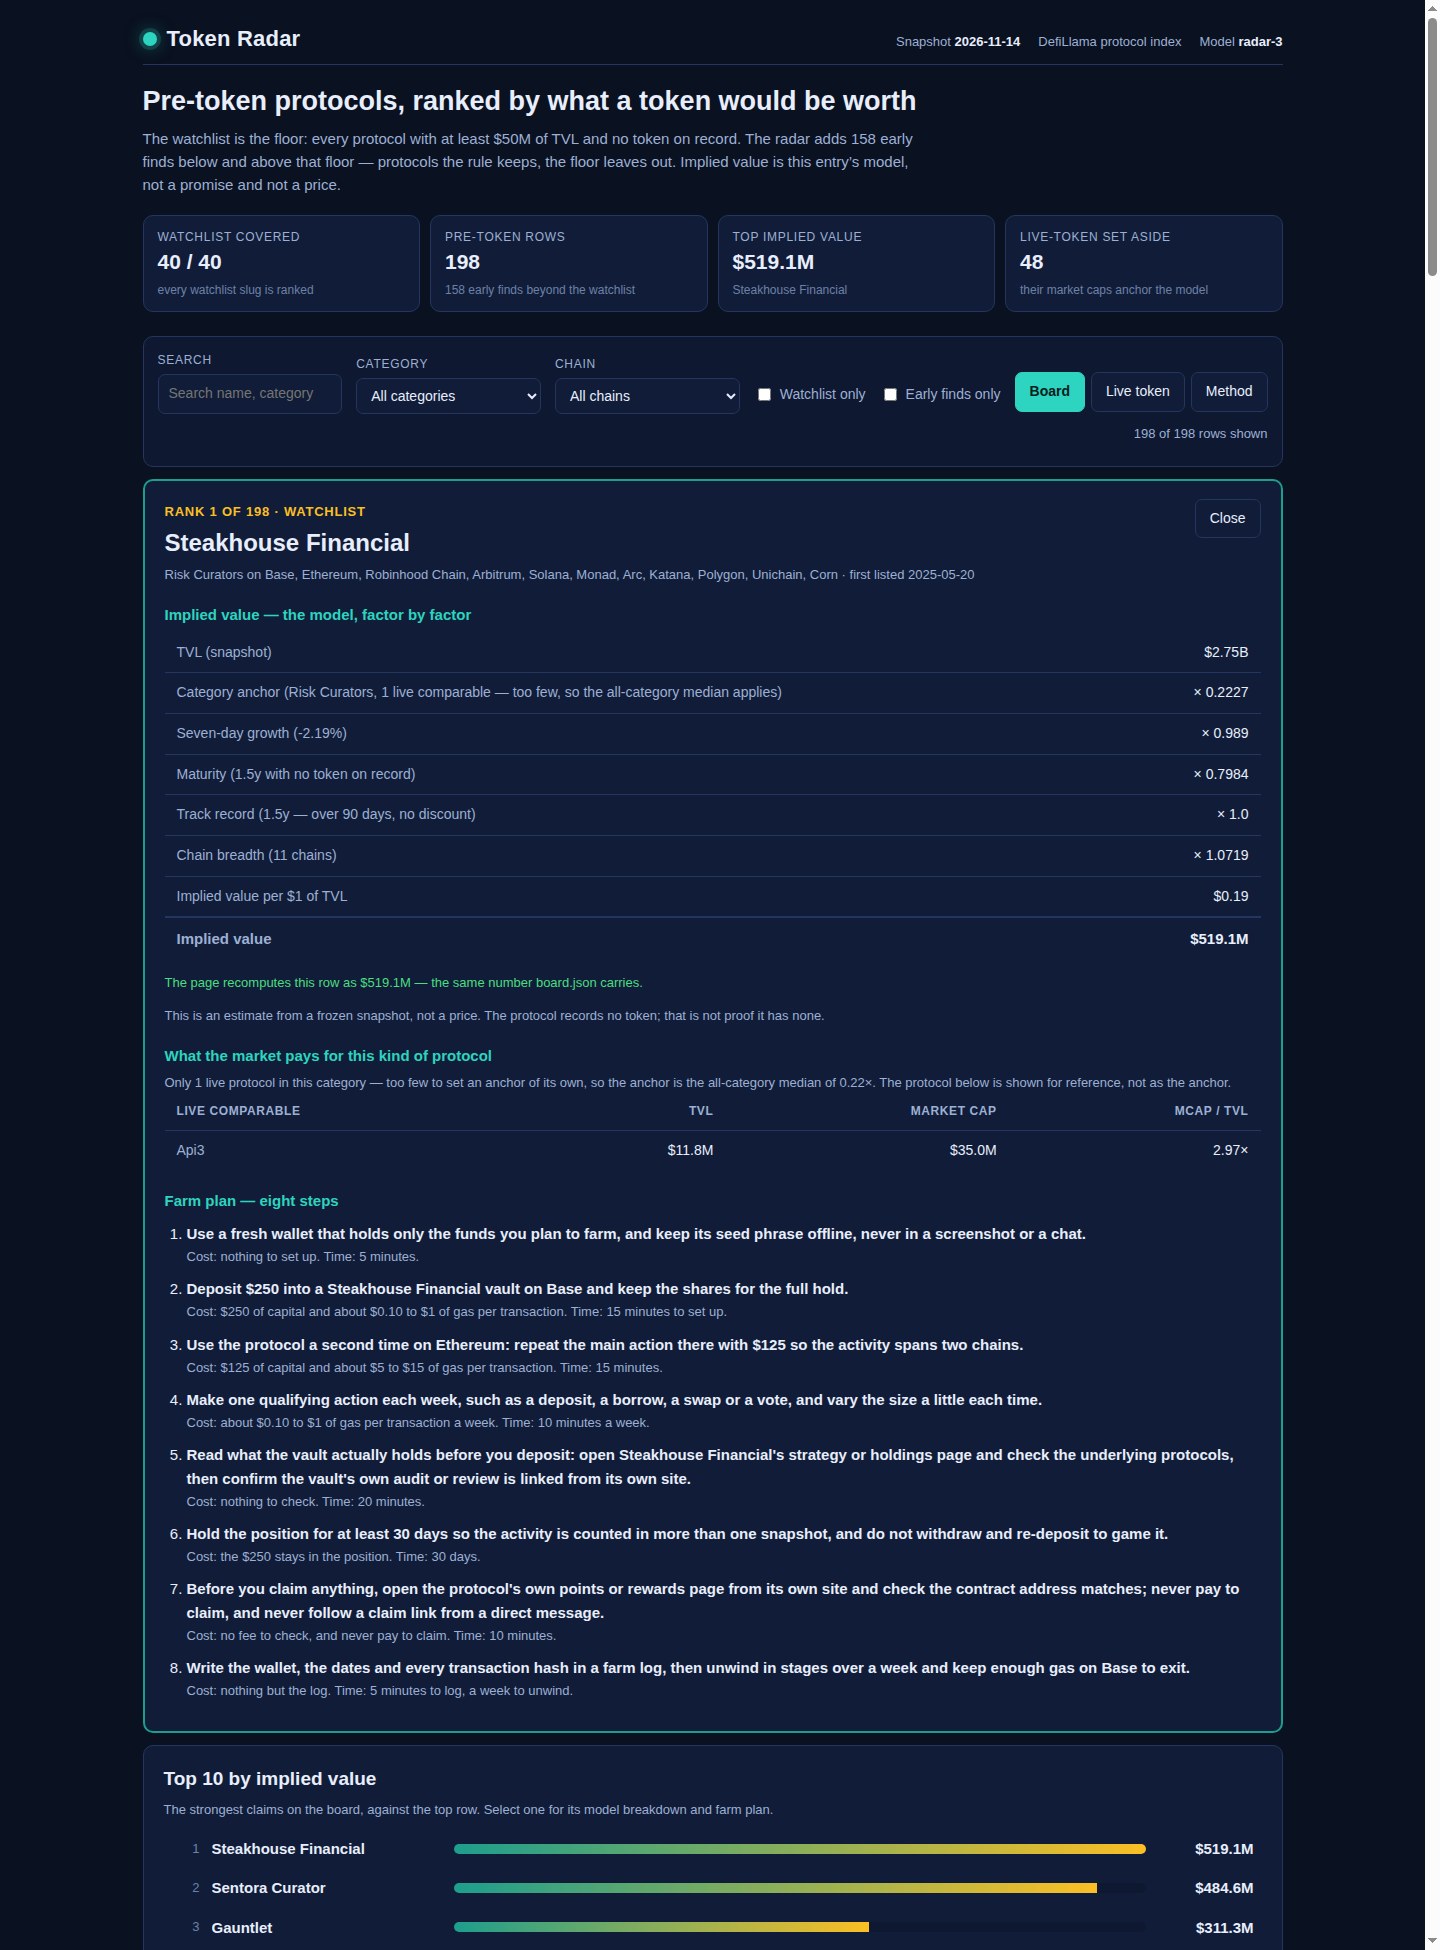 Token Radar
Snapshot 2026-11-14 DefiLlama protocol index Model radar-3
Pre-token protocols, ranked by what a token would be worth
The watchlist is the floor: every protocol with at least $50M of TVL and no token on record. The radar adds 158 early
finds below and above that floor — protocols the rule keeps, the floor leaves out. Implied value is this entry's model,
not a promise and not a price.
WATCHLIST COVERED
40 / 40
every watchlist slug is ranked
PRE-TOKEN ROWS
198
158 early finds beyond the watchlist
TOP IMPLIED VALUE
$519.1M
Steakhouse Financial
LIVE-TOKEN SET ASIDE
48
their market caps anchor the model
SEARCH
Search name, category
CATEGORY
All categories
CHAIN
All chains
Watchlist only
Early finds only
Board
Live token
Method
198 of 198 rows shown
RANK 1 OF 198 · WATCHLIST
Close
Steakhouse Financial
Risk Curators on Base, Ethereum, Robinhood Chain, Arbitrum, Solana, Monad, Arc, Katana, Polygon, Unichain, Corn · first listed 2025-05-20
Implied value — the model, factor by factor
TVL (snapshot) $2.75B
Category anchor (Risk Curators, 1 live comparable — too few, so the all-category median applies) × 0.2227
Seven-day growth (-2.19%) × 0.989
Maturity (1.5y with no token on record) × 0.7984
Track record (1.5y — over 90 days, no discount) × 1.0
Chain breadth (11 chains) × 1.0719
Implied value per $1 of TVL $0.19
Implied value $519.1M
The page recomputes this row as $519.1M — the same number board.json carries.
This is an estimate from a frozen snapshot, not a price. The protocol records no token; that is not proof it has none.
What the market pays for this kind of protocol
Only 1 live protocol in this category — too few to set an anchor of its own, so the anchor is the all-category median of 0.22×. The protocol below is shown for reference, not as the anchor.
LIVE COMPARABLE TVL MARKET CAP MCAP / TVL
Api3 $11.8M $35.0M 2.97×
Farm plan — eight steps
1. Use a fresh wallet that holds only the funds you plan to farm, and keep its seed phrase offline, never in a screenshot or a chat.
Cost: nothing to set up. Time: 5 minutes.
2. Deposit $250 into a Steakhouse Financial vault on Base and keep the shares for the full hold.
Cost: $250 of capital and about $0.10 to $1 of gas per transaction. Time: 15 minutes to set up.
3. Use the protocol a second time on Ethereum: repeat the main action there with $125 so the activity spans two chains.
Cost: $125 of capital and about $5 to $15 of gas per transaction. Time: 15 minutes.
4. Make one qualifying action each week, such as a deposit, a borrow, a swap or a vote, and vary the size a little each time.
Cost: about $0.10 to $1 of gas per transaction a week. Time: 10 minutes a week.
5. Read what the vault actually holds before you deposit: open Steakhouse Financial's strategy or holdings page and check the underlying protocols,
then confirm the vault's own audit or review is linked from its own site.
Cost: nothing to check. Time: 20 minutes.
6. Hold the position for at least 30 days so the activity is counted in more than one snapshot, and do not withdraw and re-deposit to game it.
Cost: the $250 stays in the position. Time: 30 days.
7. Before you claim anything, open the protocol's own points or rewards page from its own site and check the contract address matches; never pay to
claim, and never follow a claim link from a direct message.
Cost: no fee to check, and never pay to claim. Time: 10 minutes.
8. Write the wallet, the dates and every transaction hash in a farm log, then unwind in stages over a week and keep enough gas on Base to exit.
Cost: nothing but the log. Time: 5 minutes to log, a week to unwind.
Top 10 by implied value
The strongest claims on the board, against the top row. Select one for its model breakdown and farm plan.
1 Steakhouse Financial $519.1M
2 Sentora Curator $484.6M
3 Gauntlet $311.3M